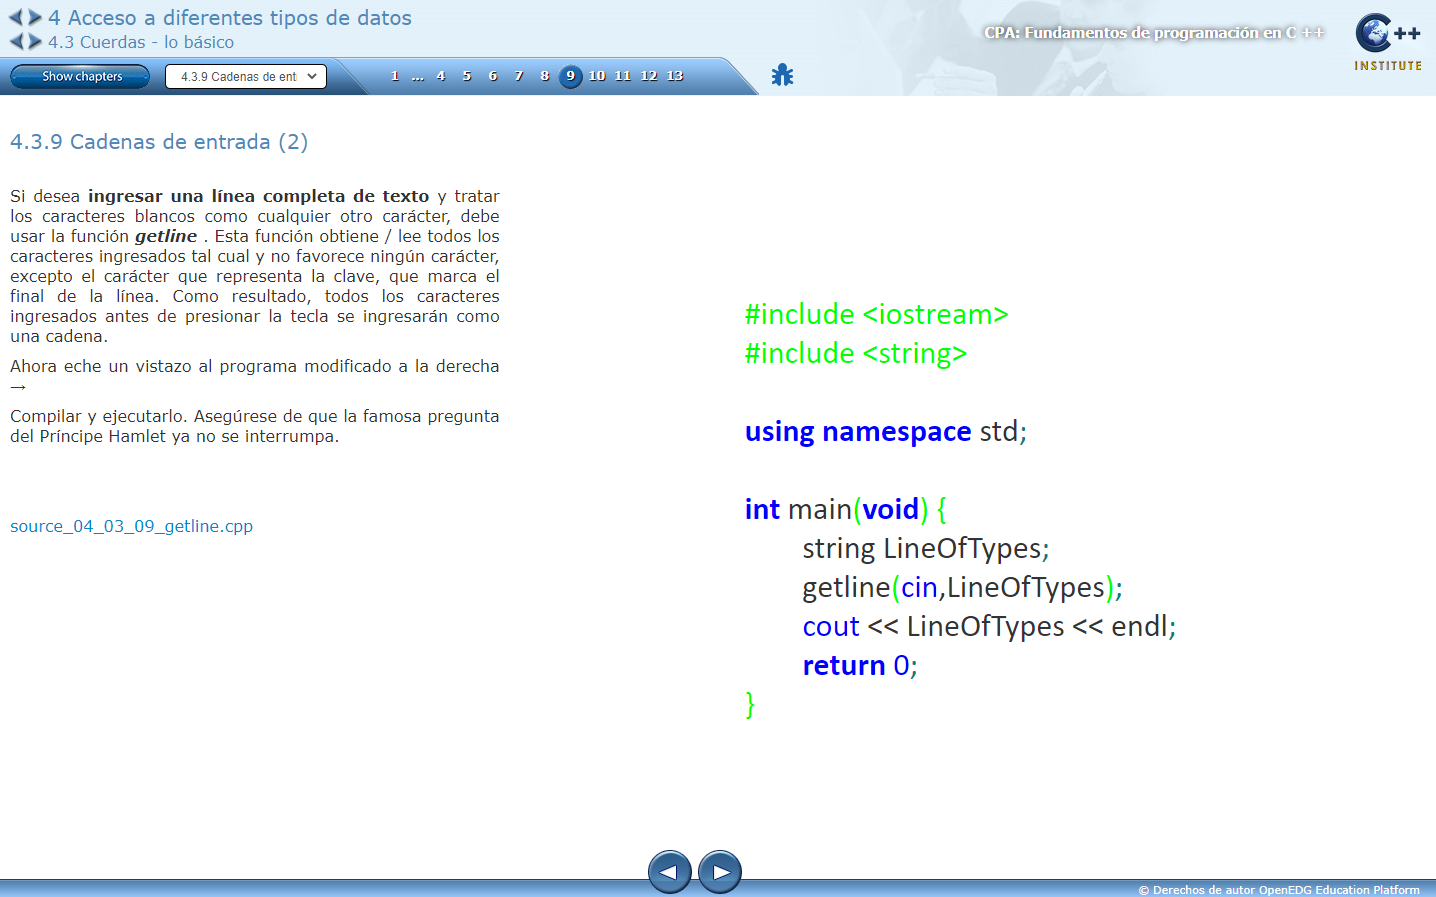 4 Acceso a diferentes tipos de datos
4.3 Cuerdas - lo básico
CPA: Fundamentos de programación en C ++
C++
INSTITUTE
Show chapters
4.3.9 Cadenas de ent
1 ... 4 5 6 7 8 9 10 11 12 13
4.3.9 Cadenas de entrada (2)
Si desea ingresar una línea completa de texto y tratar
los caracteres blancos como cualquier otro carácter, debe
usar la función getline . Esta función obtiene / lee todos los
caracteres ingresados tal cual y no favorece ningún carácter,
excepto el carácter que representa la clave, que marca el
final de la línea. Como resultado, todos los caracteres
ingresados antes de presionar la tecla se ingresarán como
una cadena.
Ahora eche un vistazo al programa modificado a la derecha
→
Compilar y ejecutarlo. Asegúrese de que la famosa pregunta
del Príncipe Hamlet ya no se interrumpa.
source_04_03_09_getline.cpp
#include <iostream>
#include <string>
using namespace std;
int main(void) {
string LineOfTypes;
getline(cin,LineOfTypes);
cout << LineOfTypes << endl;
return 0;
}
© Derechos de autor OpenEDG Education Platform